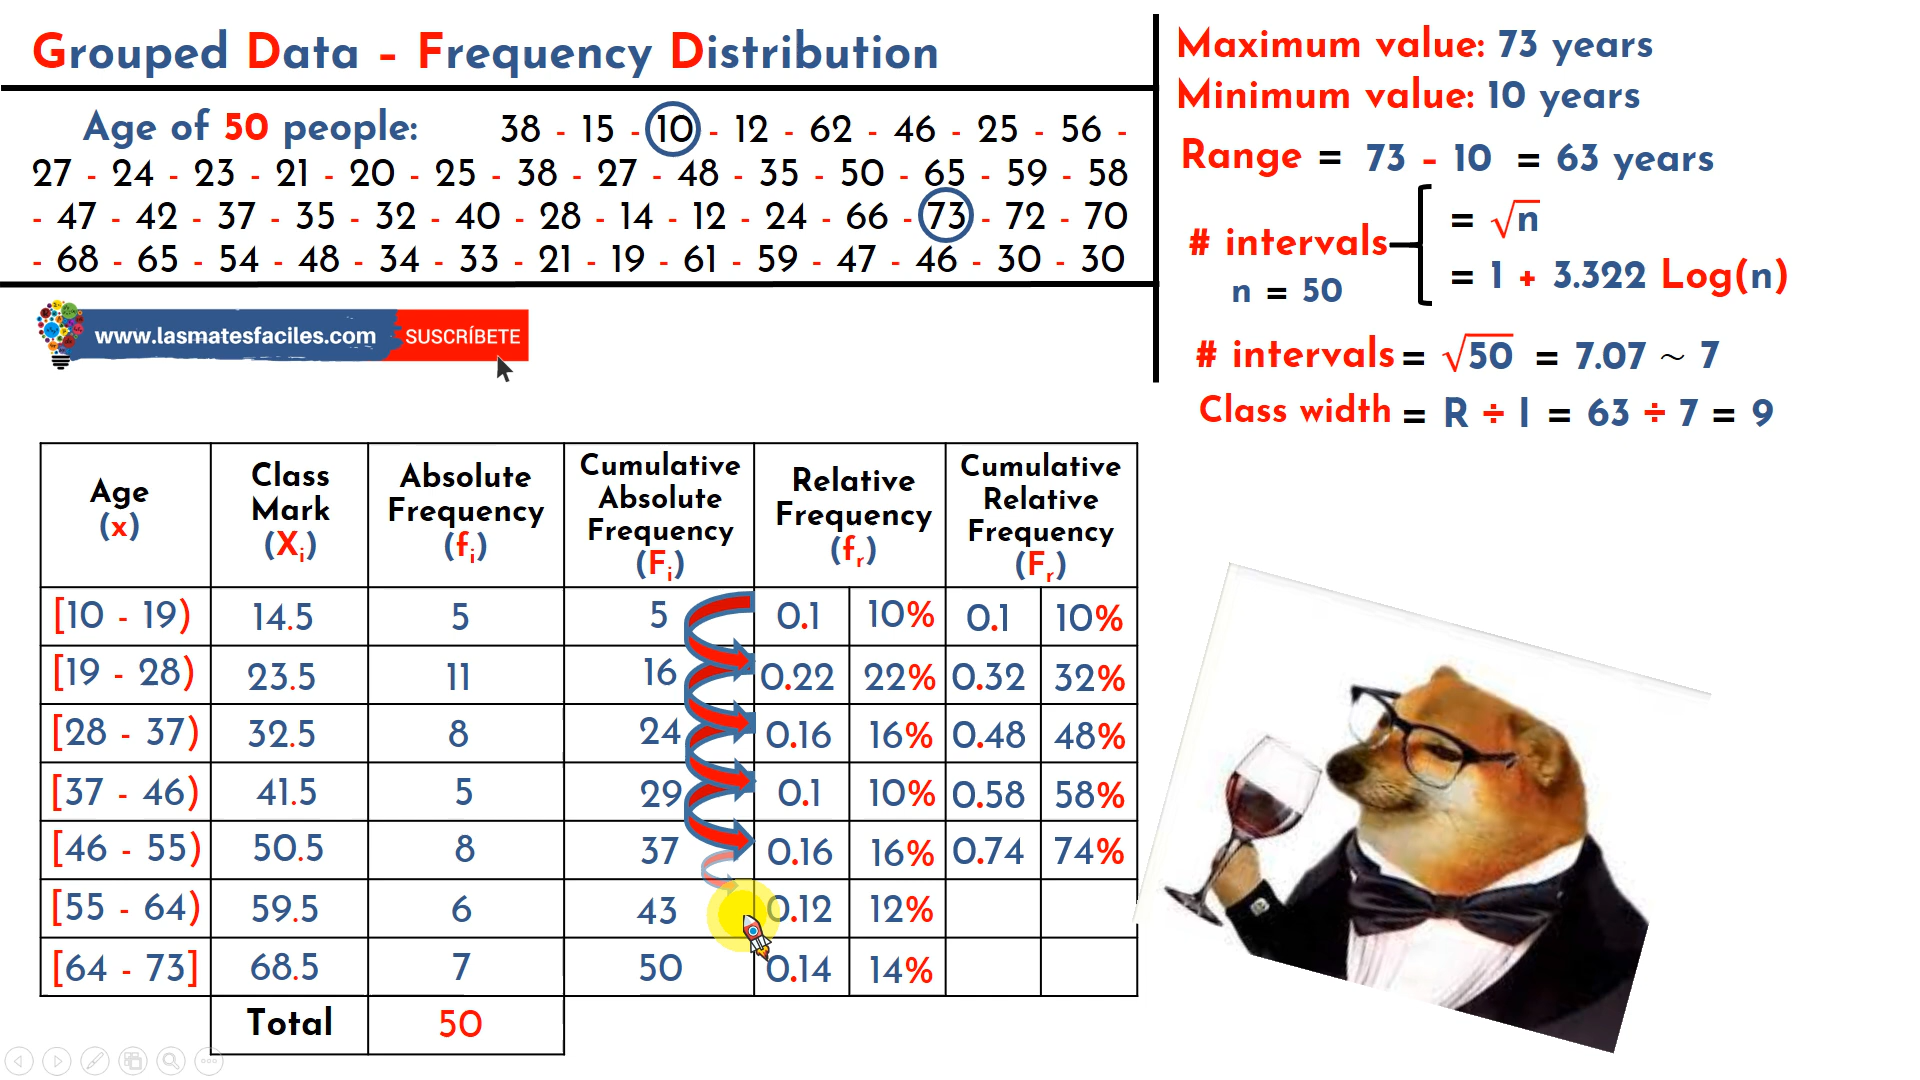 Grouped Data - Frequency Distribution
Age of 50 people: 38 - 15 - 10 - 12 - 62 - 46 - 25 - 56 -
27 - 24 - 23 - 21 - 20 - 25 - 38 - 27 - 48 - 35 - 50 - 65 - 59 - 58
- 47 - 42 - 37 - 35 - 32 - 40 - 28 - 14 - 12 - 24 - 66 - 73 - 72 - 70
- 68 - 65 - 54 - 48 - 34 - 33 - 21 - 19 - 61 - 59 - 47 - 46 - 30 - 30
www.lasmatesfaciles.com SUSCRÍBETE
Maximum value: 73 years
Minimum value: 10 years
Range = 73 - 10 = 63 years
# intervals
n = 50
= √n
= 1 + 3.322 Log(n)
# intervals = √50 = 7.07 ~ 7
Class width = R ÷ I = 63 ÷ 7 = 9
Age
(x)
Class
Mark
(Xi)
Absolute
Frequency
(fi)
Cumulative
Absolute
Frequency
(Fi)
Relative
Frequency
(fr)
Cumulative
Relative
Frequency
(Fr)
[10 - 19) 14.5 5 5 0.1 10% 0.1 10%
[19 - 28) 23.5 11 16 0.22 22% 0.32 32%
[28 - 37) 32.5 8 24 0.16 16% 0.48 48%
[37 - 46) 41.5 5 29 0.1 10% 0.58 58%
[46 - 55) 50.5 8 37 0.16 16% 0.74 74%
[55 - 64) 59.5 6 43 0.12 12%
[64 - 73] 68.5 7 50 0.14 14%
Total 50